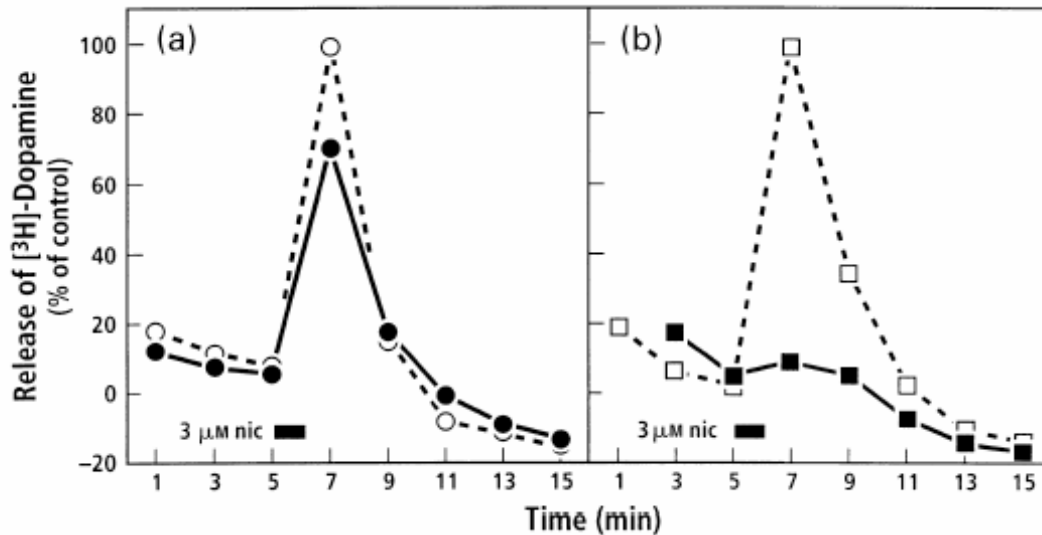 Release of [³H]-Dopamine
(% of control)
(a)
100
80
60
40
20
0
–20
3 μM nic
1 3 5 7 9 11 13 15
(b)
3 μM nic
1 3 5 7 9 11 13 15
Time (min)